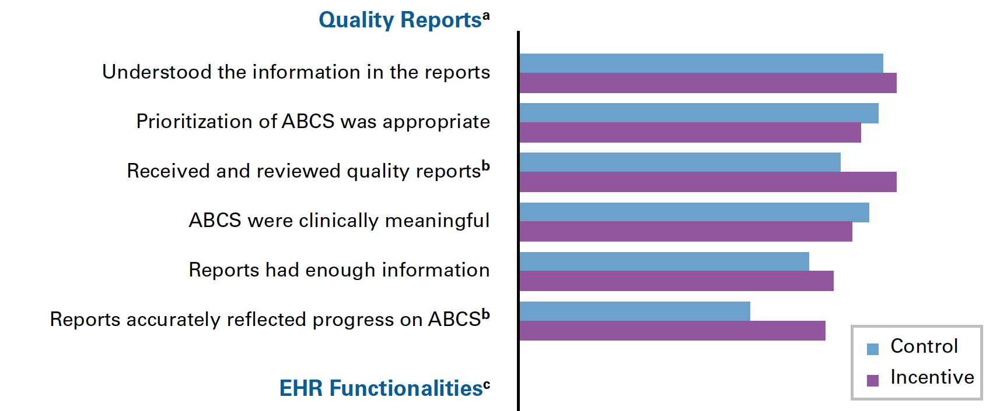 Quality Reportsa
Understood the information in the reports
Prioritization of ABCS was appropriate
Received and reviewed quality reportsb
ABCS were clinically meaningful
Reports had enough information
Reports accurately reflected progress on ABCSb
EHR Functionalitiesc
Control
Incentive